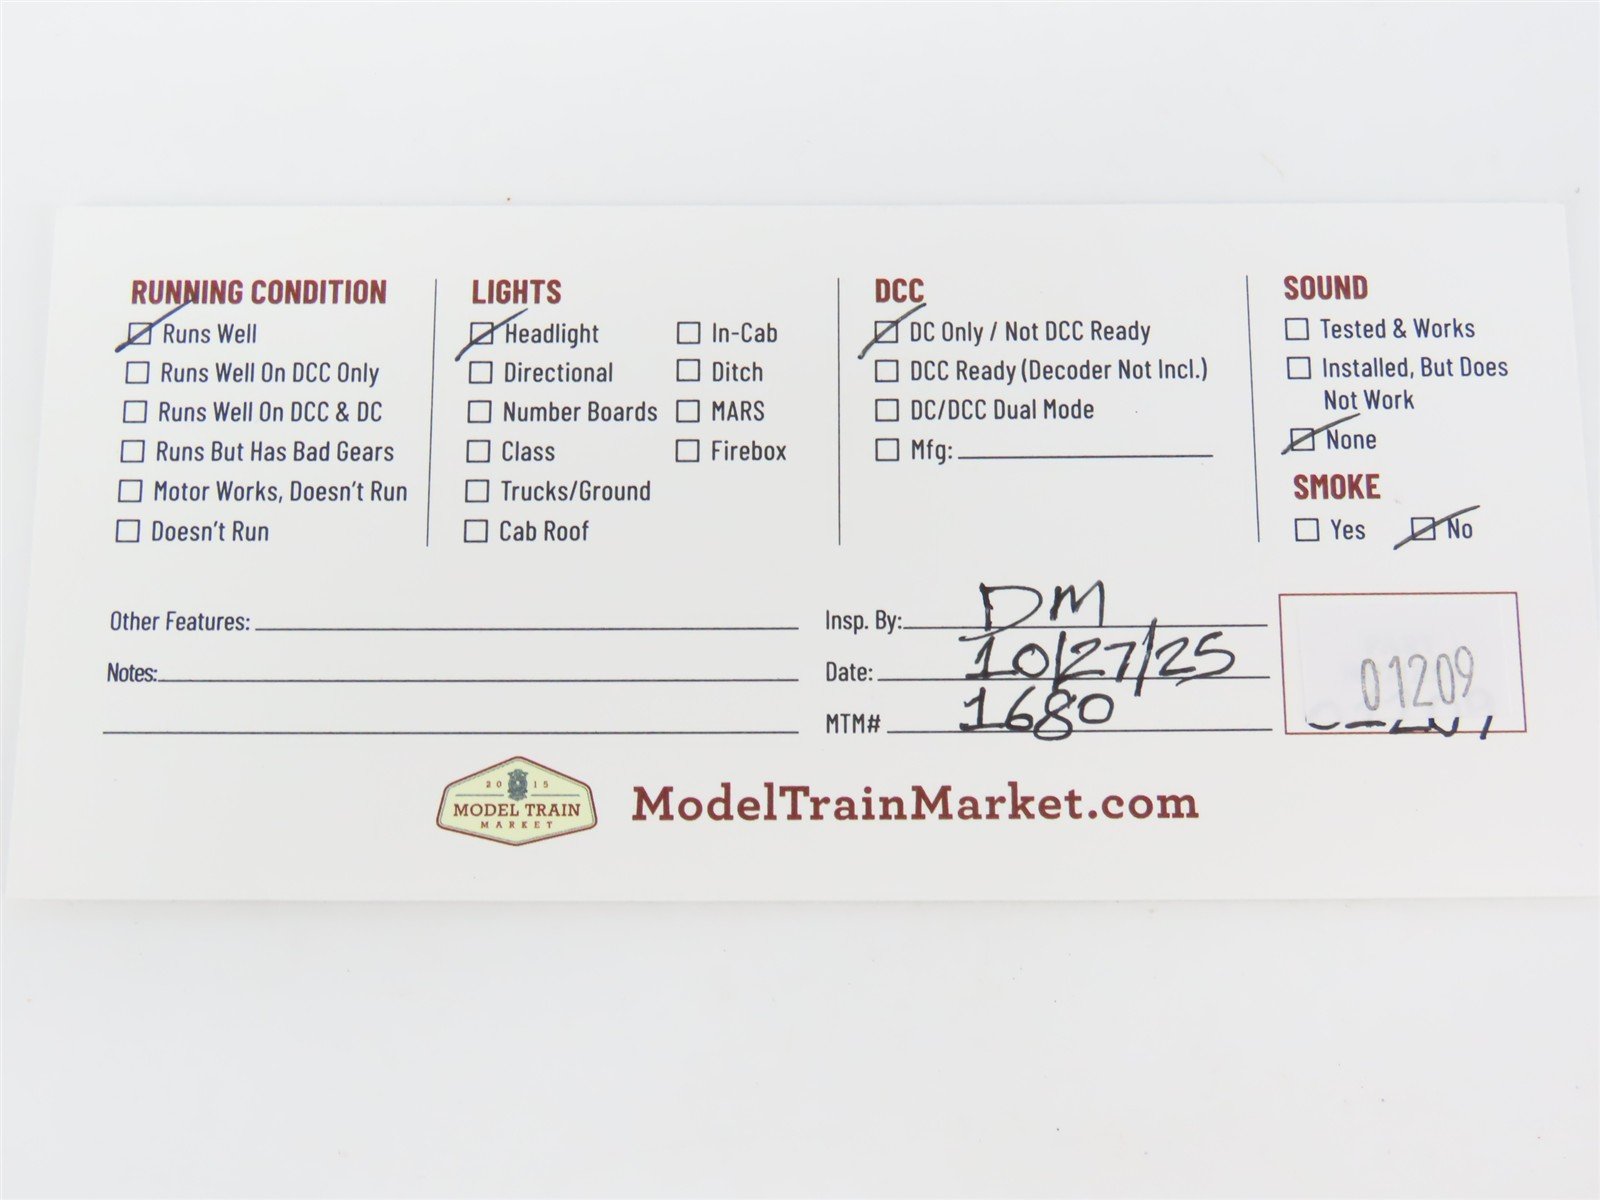 RUNNING CONDITION
Runs Well
Runs Well On DCC Only
Runs Well On DCC & DC
Runs But Has Bad Gears
Motor Works, Doesn't Run
Doesn't Run
LIGHTS
Headlight
Directional
Number Boards
Class
Trucks/Ground
Cab Roof
In-Cab
Ditch
MARS
Firebox
DCC
DC Only / Not DCC Ready
DCC Ready (Decoder Not Incl.)
DC/DCC Dual Mode
Mfg:
SOUND
Tested & Works
Installed, But Does
Not Work
None
SMOKE
Yes No
Other Features:
Notes:
Insp. By: DM
Date: 10/27/25
MTM# 1680
01209
2015
MODEL TRAIN
MARKET
ModelTrainMarket.com